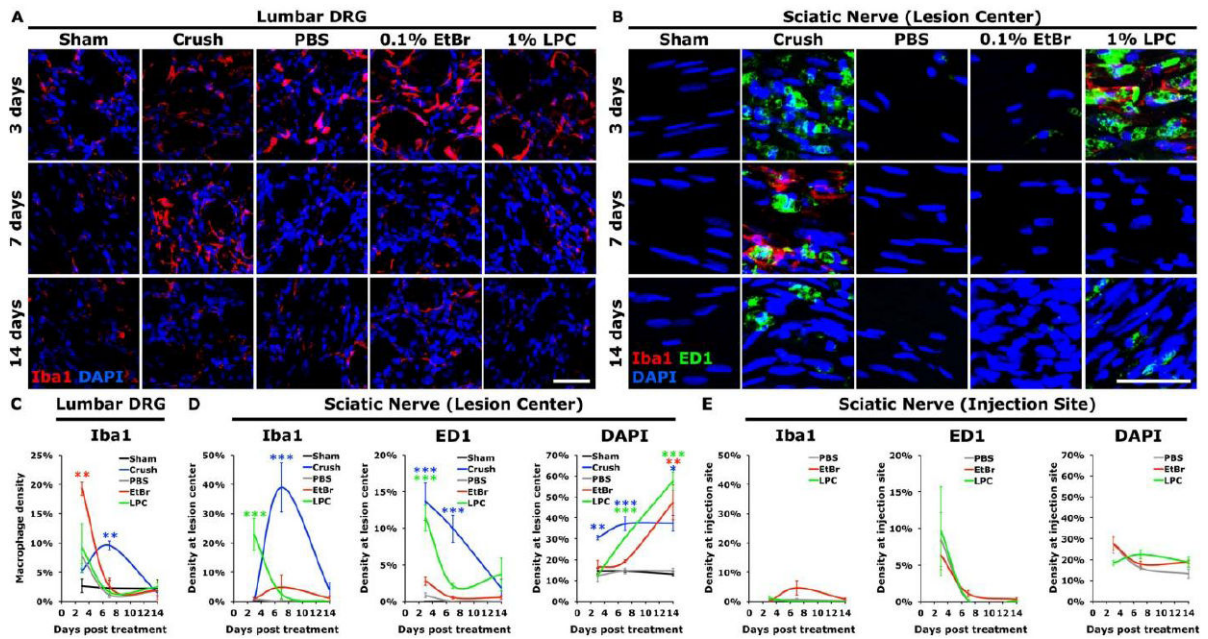 A Lumbar DRG
Sham Crush PBS 0.1% EtBr 1% LPC
3 days
7 days
14 days
Iba1 DAPI
B Sciatic Nerve (Lesion Center)
Sham Crush PBS 0.1% EtBr 1% LPC
3 days
7 days
14 days
Iba1 ED1
DAPI
C Lumbar DRG
Iba1
Macrophage density
25%
20%
15%
10%
5%
0%
**
**
Sham
Crush
PBS
EtBr
LPC
0 2 4 6 8 10 12 14
Days post treatment
D Sciatic Nerve (Lesion Center)
Iba1
Density at lesion center
50%
40%
30%
20%
10%
0%
***
***
0 2 4 6 8 10 12 14
Days post treatment
ED1
Density at lesion center
20%
15%
10%
5%
0%
***
***
***
0 2 4 6 8 10 12 14
Days post treatment
DAPI
Density at lesion center
70%
60%
50%
40%
30%
20%
10%
0%
Sham
Crush
PBS
EtBr
LPC
**
***
***
***
**
*
0 2 4 6 8 10 12 14
Days post treatment
E Sciatic Nerve (Injection Site)
Iba1
Density at injection site
50%
40%
30%
20%
10%
0%
PBS
EtBr
LPC
0 2 4 6 8 10 12 14
Days post treatment
ED1
Density at injection site
20%
15%
10%
5%
0%
PBS
EtBr
LPC
0 2 4 6 8 10 12 14
Days post treatment
DAPI
Density at injection site
70%
60%
50%
40%
30%
20%
10%
0%
PBS
EtBr
LPC
0 2 4 6 8 10 12 14
Days post treatment